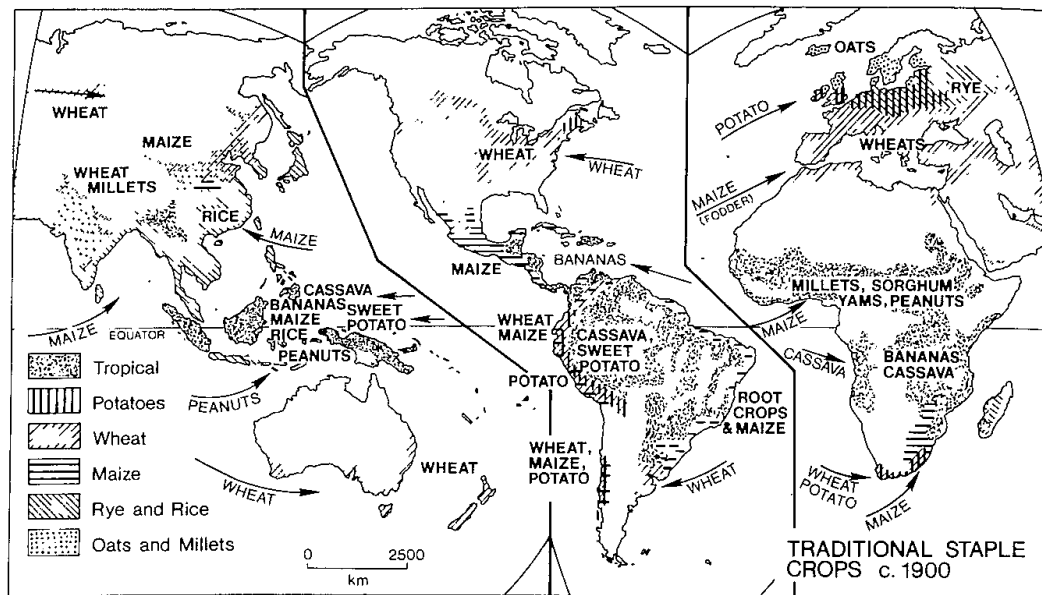 WHEAT
MAIZE
WHEAT
MILLETS
RICE
MAIZE
MAIZE
EQUATOR
CASSAVA
BANANAS
MAIZE
RICE
SWEET
POTATO
PEANUTS
PEANUTS
WHEAT
WHEAT
Tropical
Potatoes
Wheat
Maize
Rye and Rice
Oats and Millets
0 2500
km
WHEAT
WHEAT
MAIZE
BANANAS
WHEAT
MAIZE
CASSAVA,
SWEET
POTATO
POTATO
ROOT
CROPS
& MAIZE
WHEAT,
MAIZE,
POTATO
WHEAT
OATS
RYE
POTATO
WHEATS
MAIZE
(FODDER)
MILLETS, SORGHUM
YAMS, PEANUTS
MAIZE
CASSAVA
BANANAS
CASSAVA
WHEAT
POTATO
MAIZE
TRADITIONAL STAPLE
CROPS c. 1900